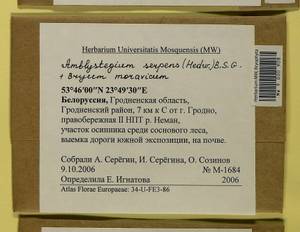 Herbarium Universitatis Mosquensis (MW)
Amblystegium serpens (Hedw.) B.S.G.
+ Bryum moravicum
53°46'00"N 23°49'30"E
Белоруссия, Гродненская область,
Гродненский район, 7 км к С от г. Гродно,
правобережная II НПТ р. Неман,
участок осинника среди соснового леса,
выемка дороги южной экспозиции, на почве.
Собрали А. Серёгин, И. Серёгина, О. Созинов
9.10.2006 № M-1684
Определила Е. Игнатова 2006
Atlas Florae Europaeae: 34-U-FE3-86